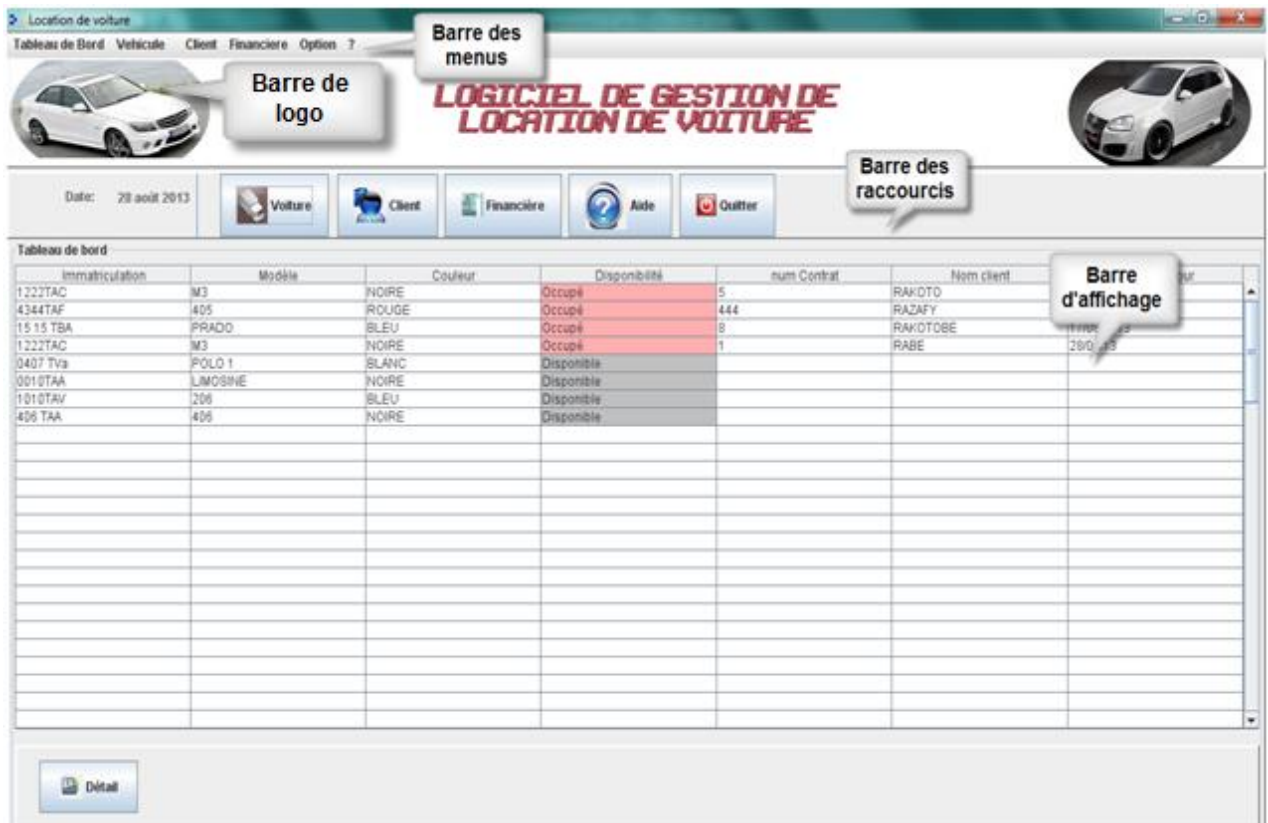 Location de voiture
Tableau de Bord Vehicule Client Financiere Option ?
Barre des
menus
Barre de
logo
LOGICIEL DE GESTION DE
LOCATION DE VOITURE
Barre des
raccourcis
Date: 28 août 2013 Voiture Client Financière Aide Quitter
Tableau de bord
Immatriculation Modèle Couleur Disponibilité num Contrat Nom client
Barre
d'affichage
1222TAC M3 NOIRE Occupé 5 RAKOTO
4344TAF 405 ROUGE Occupé 444 RAZAFY
15 15 TBA PRADO BLEU Occupé 8 RAKOTOBE
1222TAC M3 NOIRE Occupé 1 RABE
0407 TVa POLO 1 BLANC Disponible
0010TAA LIMOSINE NOIRE Disponible
1010TAV 206 BLEU Disponible
406 TAA 406 NOIRE Disponible
Détail